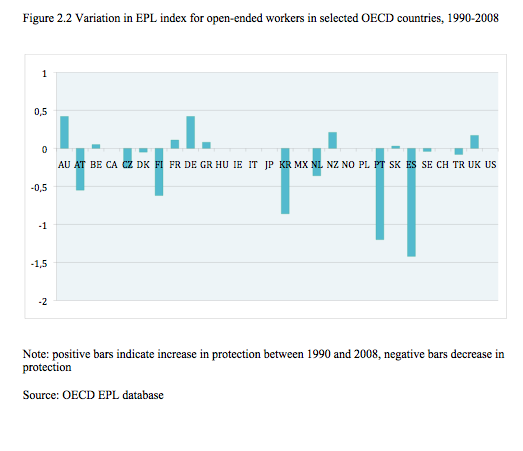 Figure 2.2 Variation in EPL index for open-ended workers in selected OECD countries, 1990-2008
1
0,5
0
AU AT BE CA CZ DK FI FR DE GR HU IE IT JP KR MX NL NZ NO PL PT SK ES SE CH TR UK US
-0,5
-1
-1,5
-2
Note: positive bars indicate increase in protection between 1990 and 2008, negative bars decrease in
protection
Source: OECD EPL database